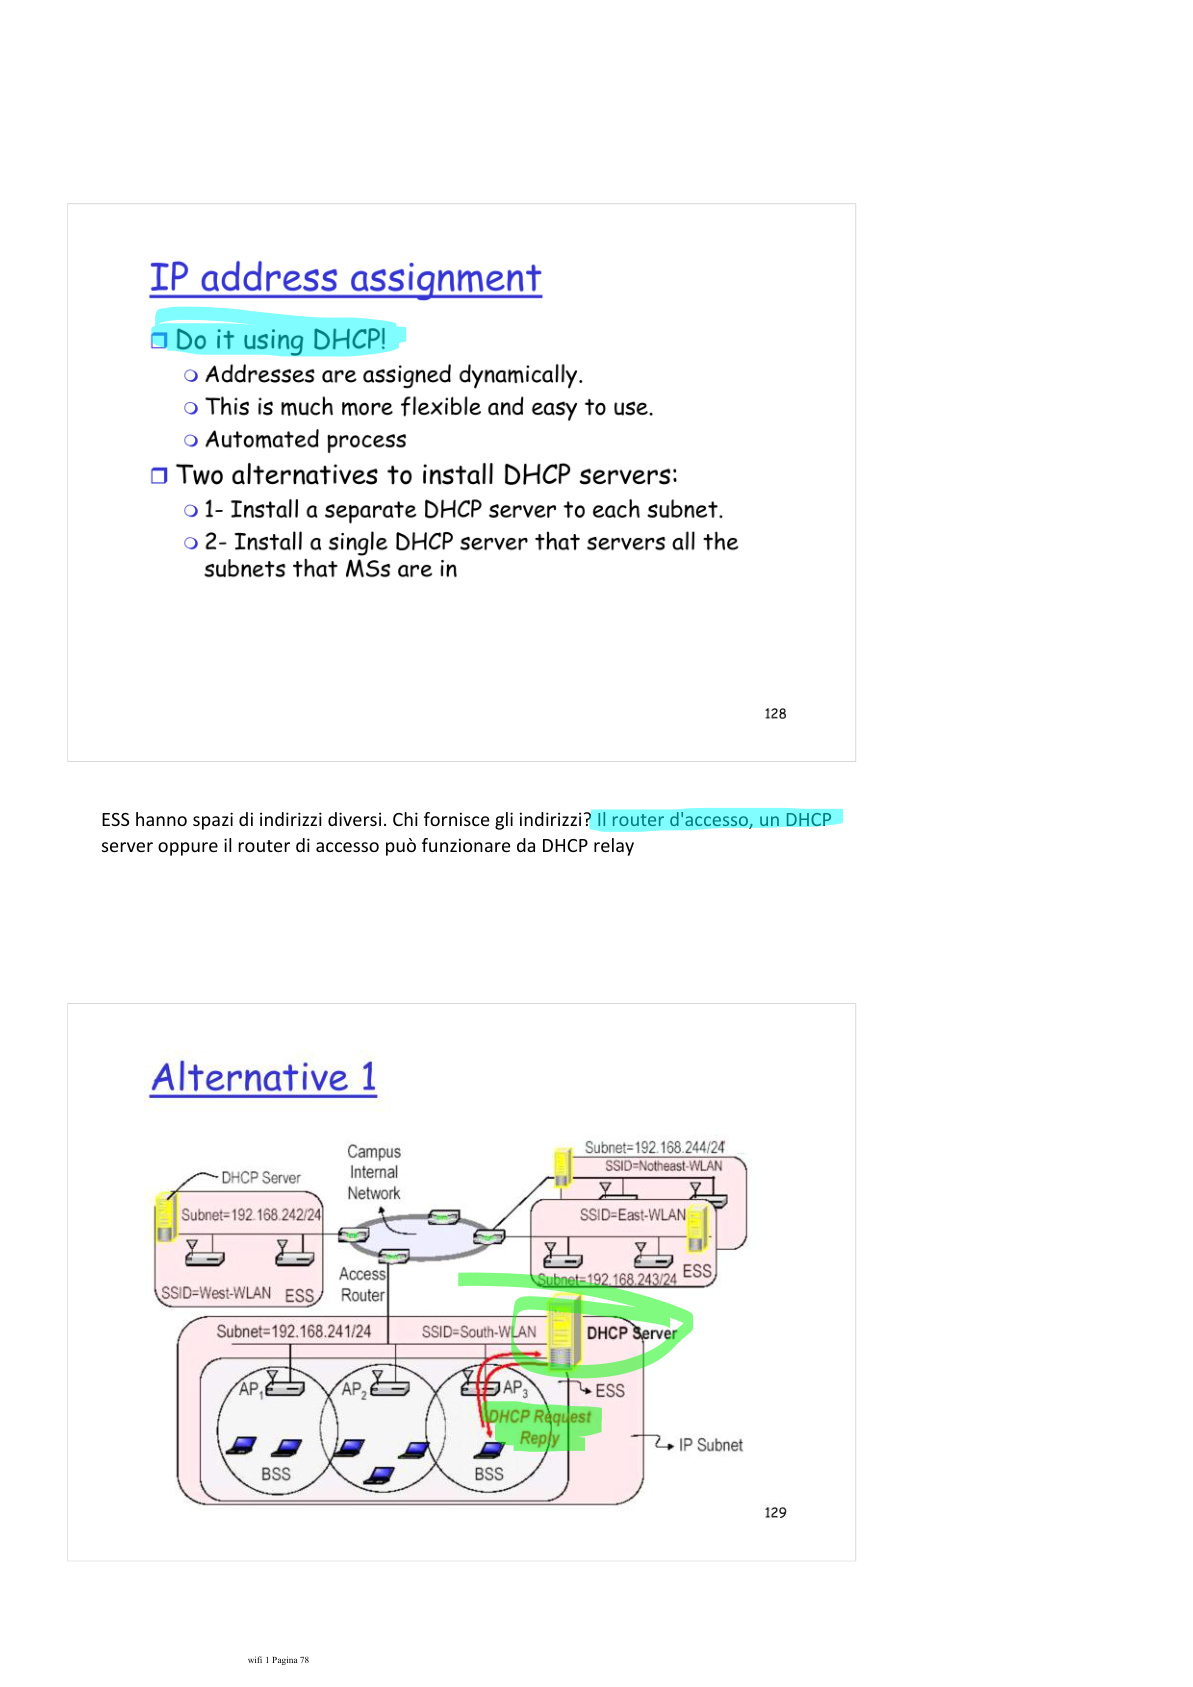 IP address assignment
Do it using DHCP!
Addresses are assigned dynamically.
This is much more flexible and easy to use.
Automated process
Two alternatives to install DHCP servers:
1- Install a separate DHCP server to each subnet.
2- Install a single DHCP server that servers all the
subnets that MSs are in
128
ESS hanno spazi di indirizzi diversi. Chi fornisce gli indirizzi? Il router d'accesso, un DHCP
server oppure il router di accesso può funzionare da DHCP relay
Alternative 1
Campus
Internal
Network
Subnet=192.168.244/24
SSID=Notheast-WLAN
DHCP Server
Subnet=192.168.242/24
SSID=East-WLAN
Access
Router
ESS
Subnet=192.168.243/24
SSID=West-WLAN
ESS
Subnet=192.168.241/24
SSID=South-WLAN
DHCP Server
AP1
AP2
AP3
ESS
DHCP Request
Reply
IP Subnet
BSS
BSS
129
wifi 1 Pagina 78